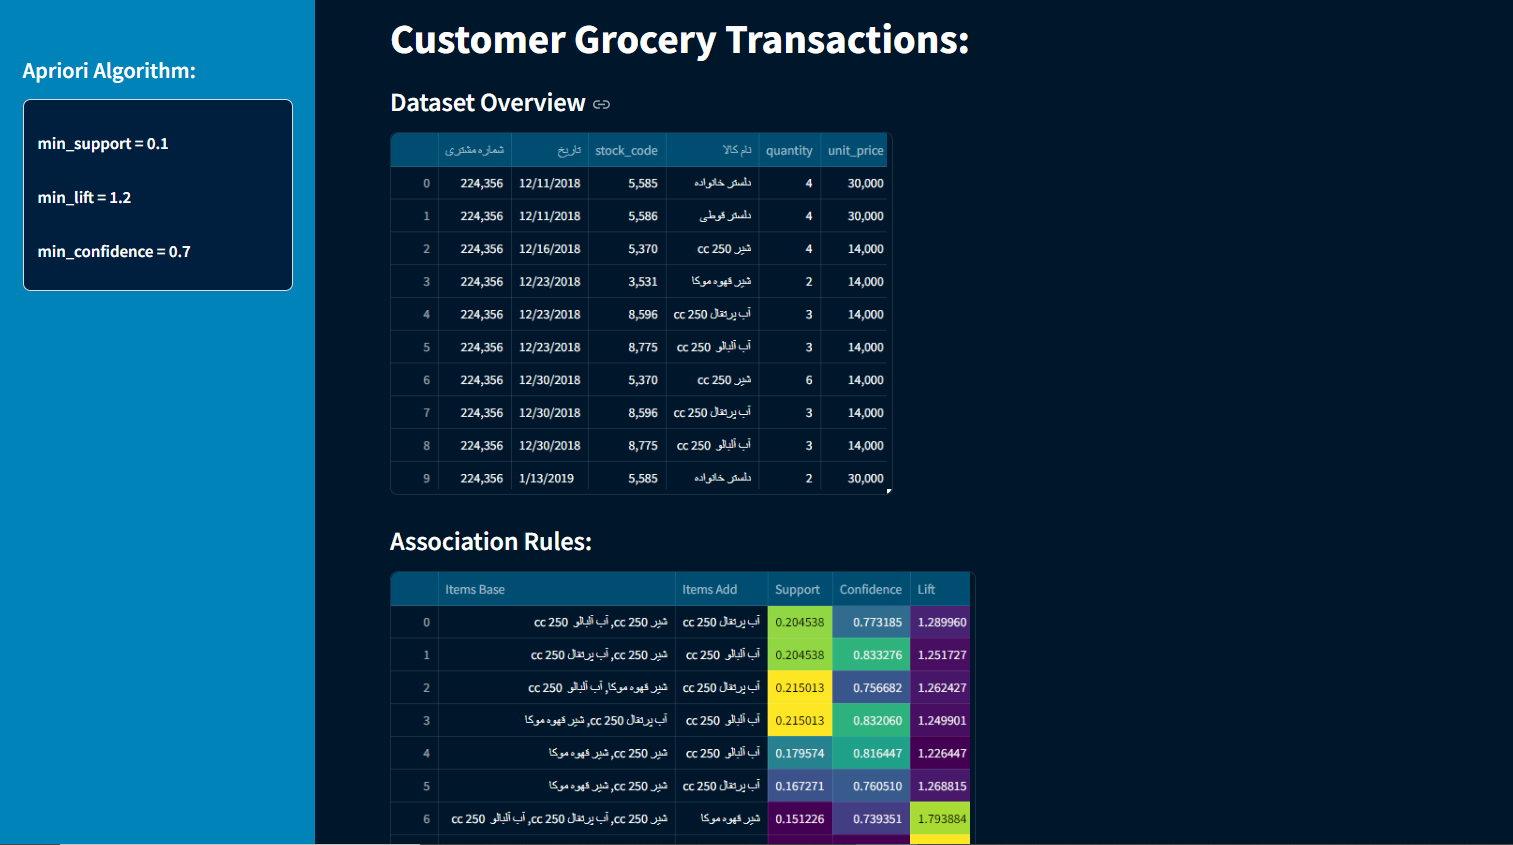 Apriori Algorithm:
min_support = 0.1
min_lift = 1.2
min_confidence = 0.7
Customer Grocery Transactions:
Dataset Overview
شماره مشتری تاریخ stock_code نام کالا quantity unit_price
0 224,356 12/11/2018 5,585 دلستر خانواده 4 30,000
1 224,356 12/11/2018 5,586 دلستر قوطی 4 30,000
2 224,356 12/16/2018 5,370 شیر 250 cc 4 14,000
3 224,356 12/23/2018 3,531 شیر قهوه موکا 2 14,000
4 224,356 12/23/2018 8,596 آب پرتقال 250 cc 3 14,000
5 224,356 12/23/2018 8,775 آب آلبالو 250 cc 3 14,000
6 224,356 12/30/2018 5,370 شیر 250 cc 6 14,000
7 224,356 12/30/2018 8,596 آب پرتقال 250 cc 3 14,000
8 224,356 12/30/2018 8,775 آب آلبالو 250 cc 3 14,000
9 224,356 1/13/2019 5,585 دلستر خانواده 2 30,000
Association Rules:
Items Base Items Add Support Confidence Lift
0 شیر 250 cc, آب آلبالو 250 cc آب پرتقال 250 cc 0.204538 0.773185 1.289960
1 شیر 250 cc, آب پرتقال 250 cc آب آلبالو 250 cc 0.204538 0.833276 1.251727
2 شیر قهوه موکا, آب آلبالو 250 cc آب پرتقال 250 cc 0.215013 0.756682 1.262427
3 آب پرتقال 250 cc, شیر قهوه موکا آب آلبالو 250 cc 0.215013 0.832060 1.249901
4 شیر 250 cc, شیر قهوه موکا آب آلبالو 250 cc 0.179574 0.816447 1.226447
5 شیر 250 cc, شیر قهوه موکا آب پرتقال 250 cc 0.167271 0.760510 1.268815
6 شیر 250 cc, آب پرتقال 250 cc, آب آلبالو 250 cc شیر قهوه موکا 0.151226 0.739351 1.793884